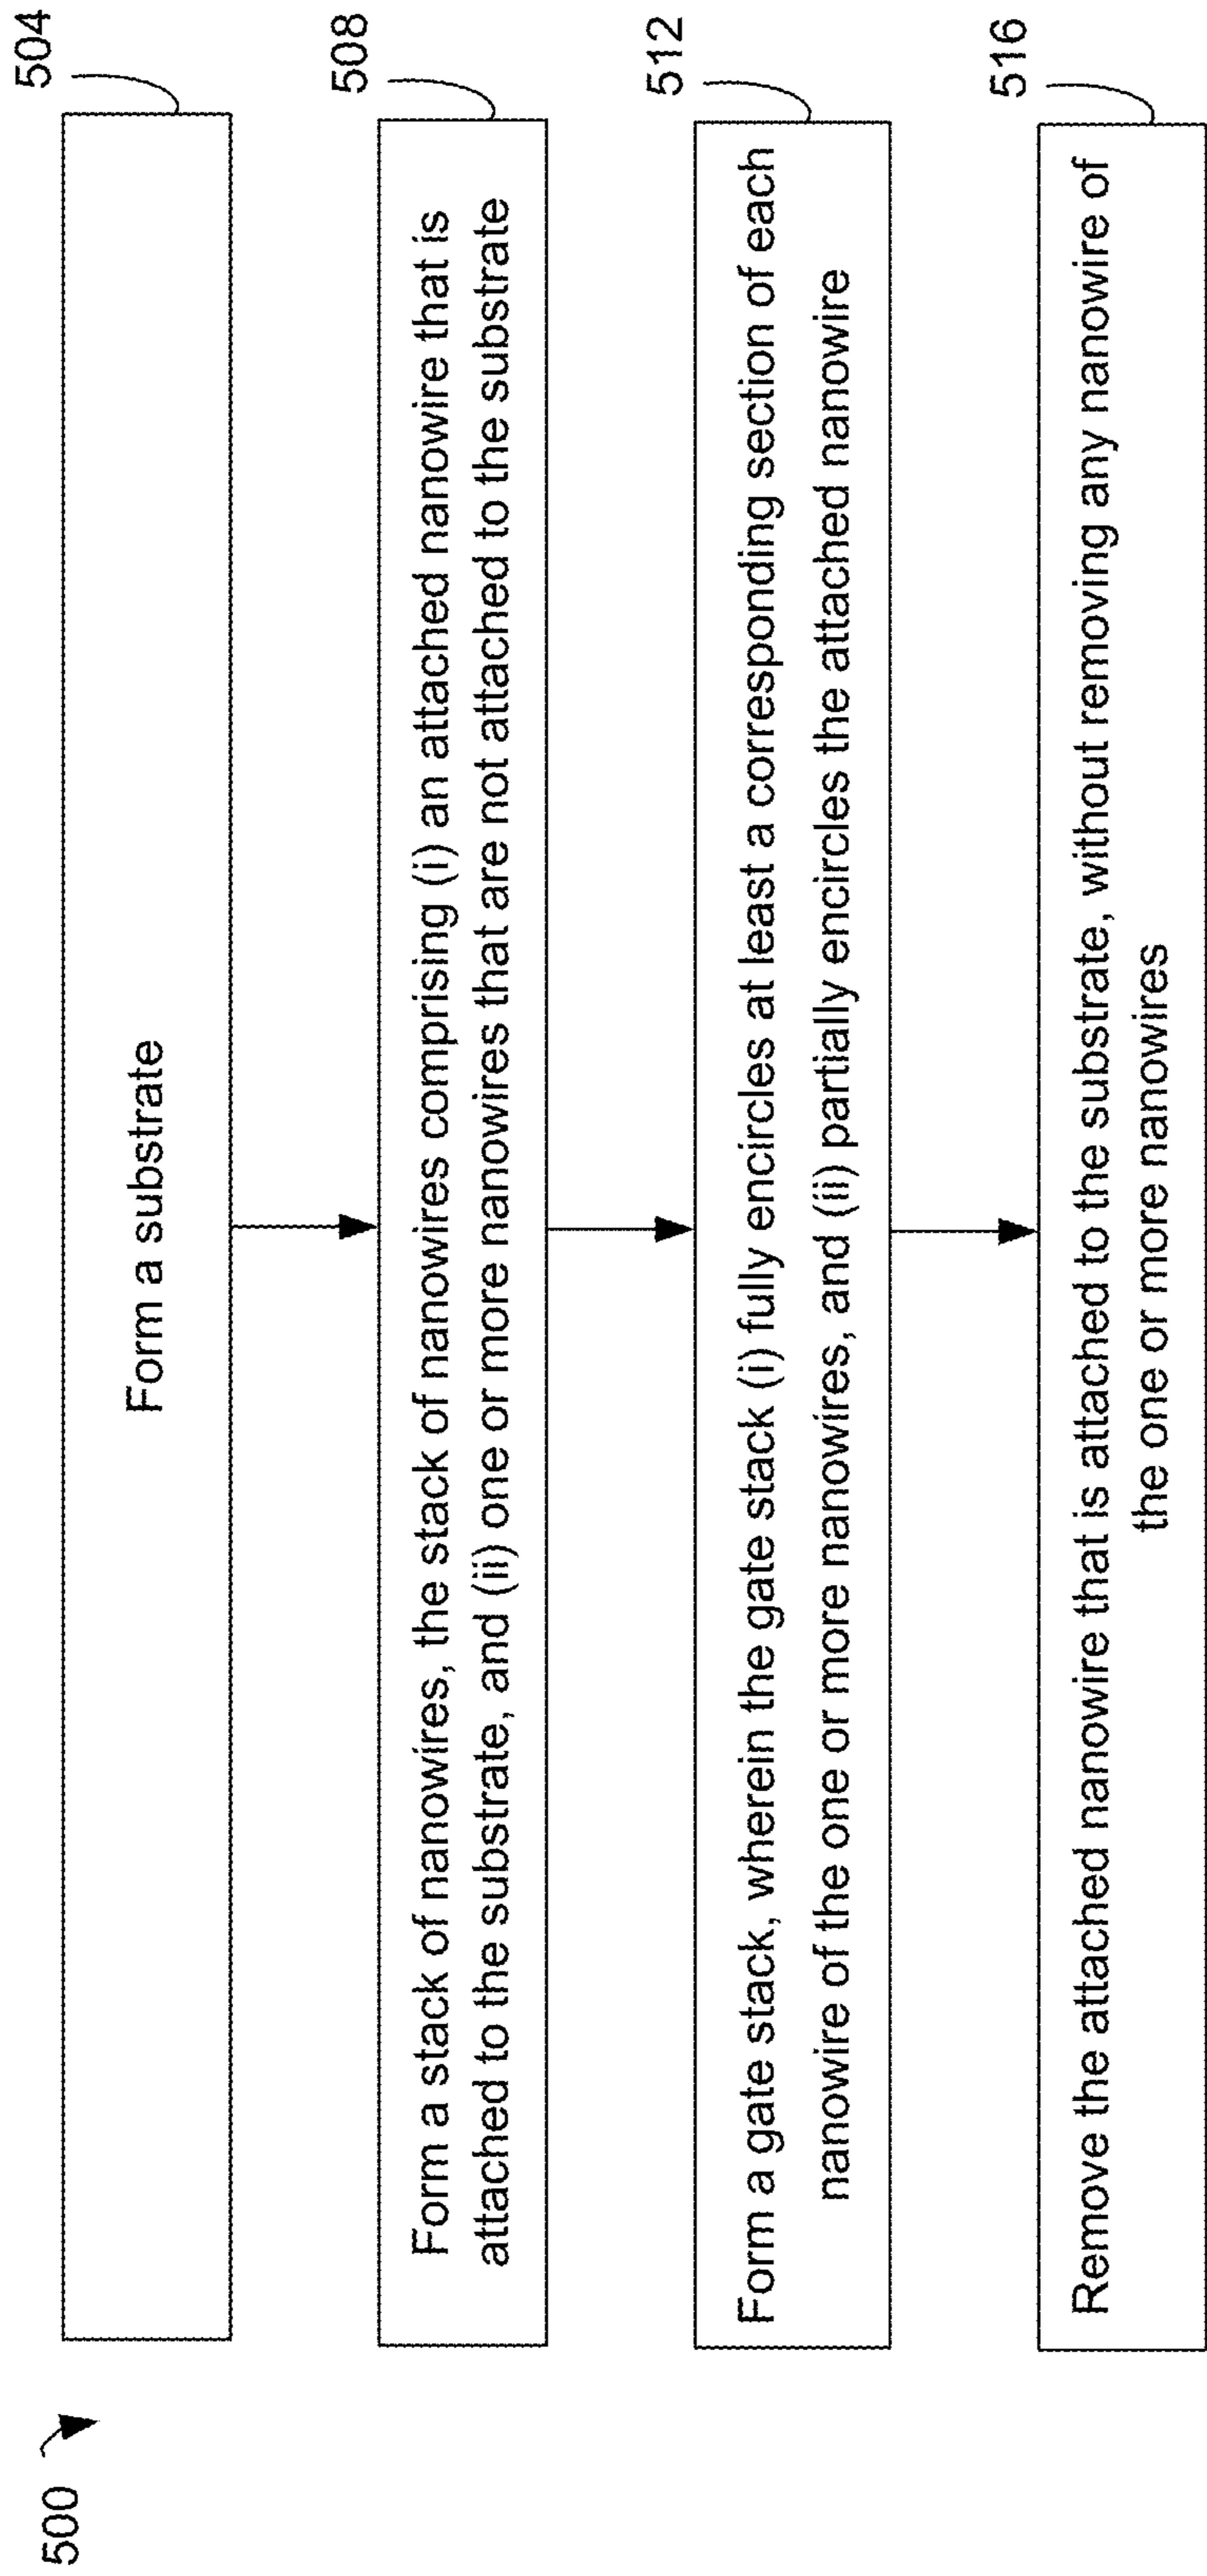 500
504
Form a substrate
508
Form a stack of nanowires, the stack of nanowires comprising (i) an attached nanowire that is
attached to the substrate, and (ii) one or more nanowires that are not attached to the substrate
512
Form a gate stack, wherein the gate stack (i) fully encircles at least a corresponding section of each
nanowire of the one or more nanowires, and (ii) partially encircles the attached nanowire
516
Remove the attached nanowire that is attached to the substrate, without removing any nanowire of
the one or more nanowires